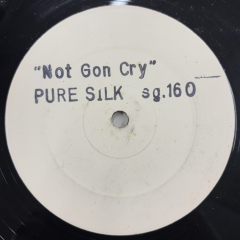 "Not Gon Cry"
PURE SiLK sg.160